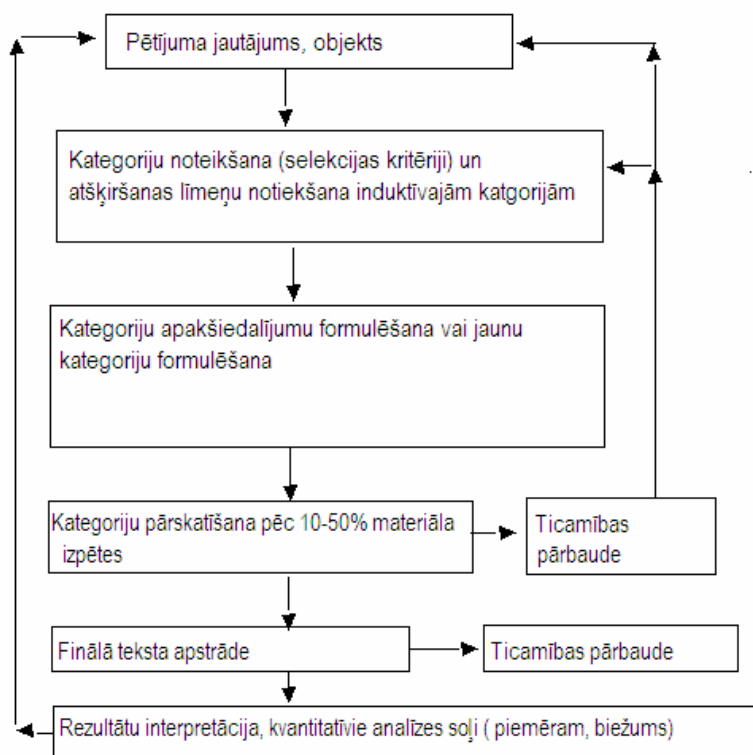 Pētījuma jautājums, objekts
Kategoriju noteikšana (selekcijas kritēriji) un
atšķiršanas līmeņu notiekšana induktīvajām katgorijām
Kategoriju apakšiedalījumu formulēšana vai jaunu
kategoriju formulēšana
Kategoriju pārskatīšana pēc 10-50% materiāla
izpētes
Ticamības
pārbaude
Finālā teksta apstrāde
Ticamības pārbaude
Rezultātu interpretācija, kvantitatīvie analīzes soļi ( piemēram, biežums)